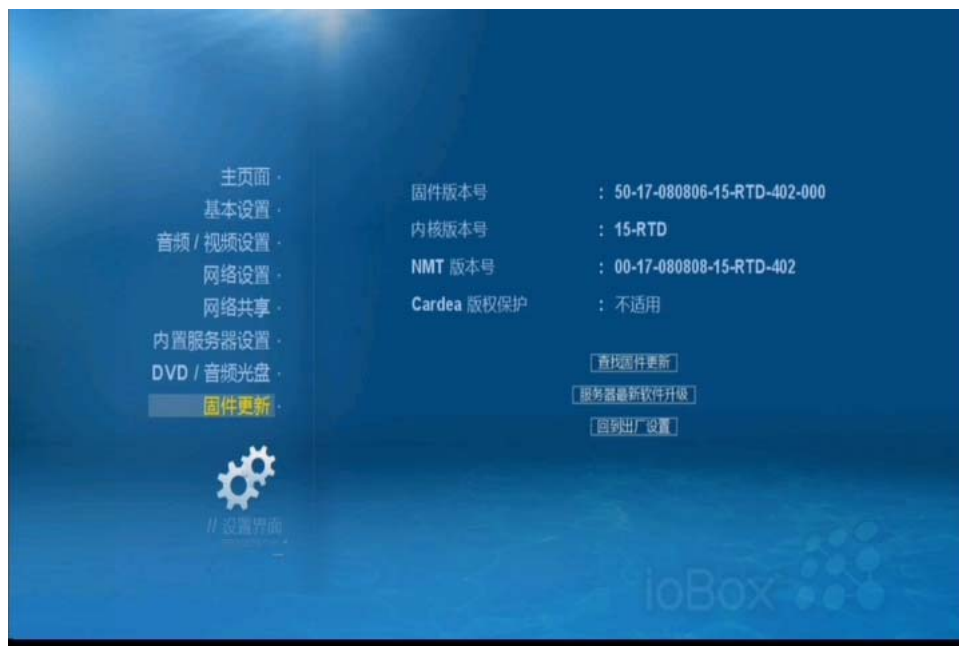 主页面
基本设置
音频 / 视频设置
网络设置
网络共享
内置服务器设置
DVD / 音频光盘
固件更新
// 设置界面
固件版本号 : 50-17-080806-15-RTD-402-000
内核版本号 : 15-RTD
NMT 版本号 : 00-17-080808-15-RTD-402
Cardea 版权保护 : 不适用
查找固件更新
服务器最新软件升级
回到出厂设置
ioBox